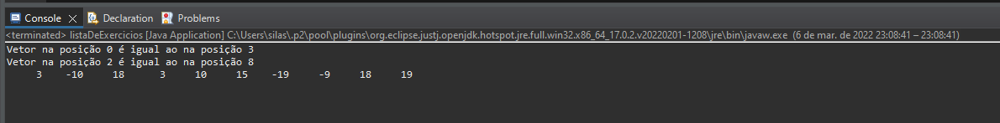 Console Declaration Problems
<terminated> listaDeExercicios [Java Application] C:\Users\silas\.p2\pool\plugins\org.eclipse.justj.openjdk.hotspot.jre.full.win32.x86_64_17.0.2.v20220201-1208\jre\bin\javaw.exe (6 de mar. de 2022 23:08:41 – 23:08:41)
Vetor na posição 0 é igual ao na posição 3
Vetor na posição 2 é igual ao na posição 8
3 -10 18 3 10 15 -19 -9 18 19